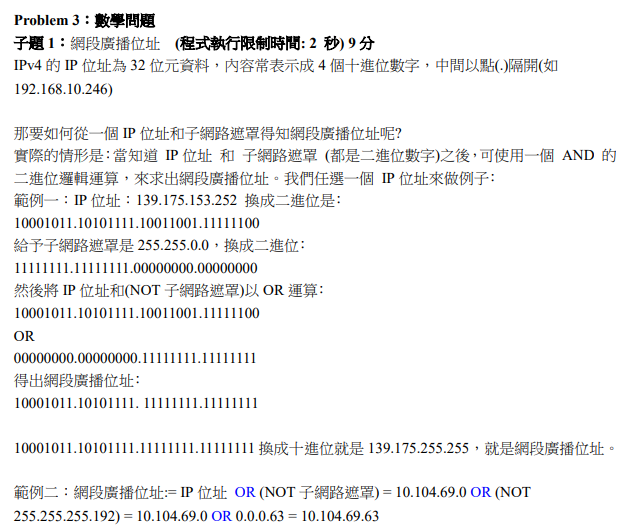 Problem 3：數學問題
子題 1：網段廣播位址 (程式執行限制時間: 2 秒) 9 分
IPv4 的 IP 位址為 32 位元資料，內容常表示成 4 個十進位數字，中間以點(.)隔開(如
192.168.10.246)
那要如何從一個 IP 位址和子網路遮罩得知網段廣播位址呢?
實際的情形是：當知道 IP 位址 和 子網路遮罩 (都是二進位數字)之後，可使用一個 AND 的
二進位邏輯運算，來求出網段廣播位址。我們任選一個 IP 位址來做例子:
範例一：IP 位址：139.175.153.252 換成二進位是:
10001011.10101111.10011001.11111100
給予子網路遮罩是 255.255.0.0，換成二進位:
11111111.11111111.00000000.00000000
然後將 IP 位址和(NOT 子網路遮罩)以 OR 運算:
10001011.10101111.10011001.11111100
OR
00000000.00000000.11111111.11111111
得出網段廣播位址:
10001011.10101111. 11111111.11111111
10001011.10101111.11111111.11111111 換成十進位就是 139.175.255.255，就是網段廣播位址。
範例二：網段廣播位址:= IP 位址 OR (NOT 子網路遮罩) = 10.104.69.0 OR (NOT
255.255.255.192) = 10.104.69.0 OR 0.0.0.63 = 10.104.69.63